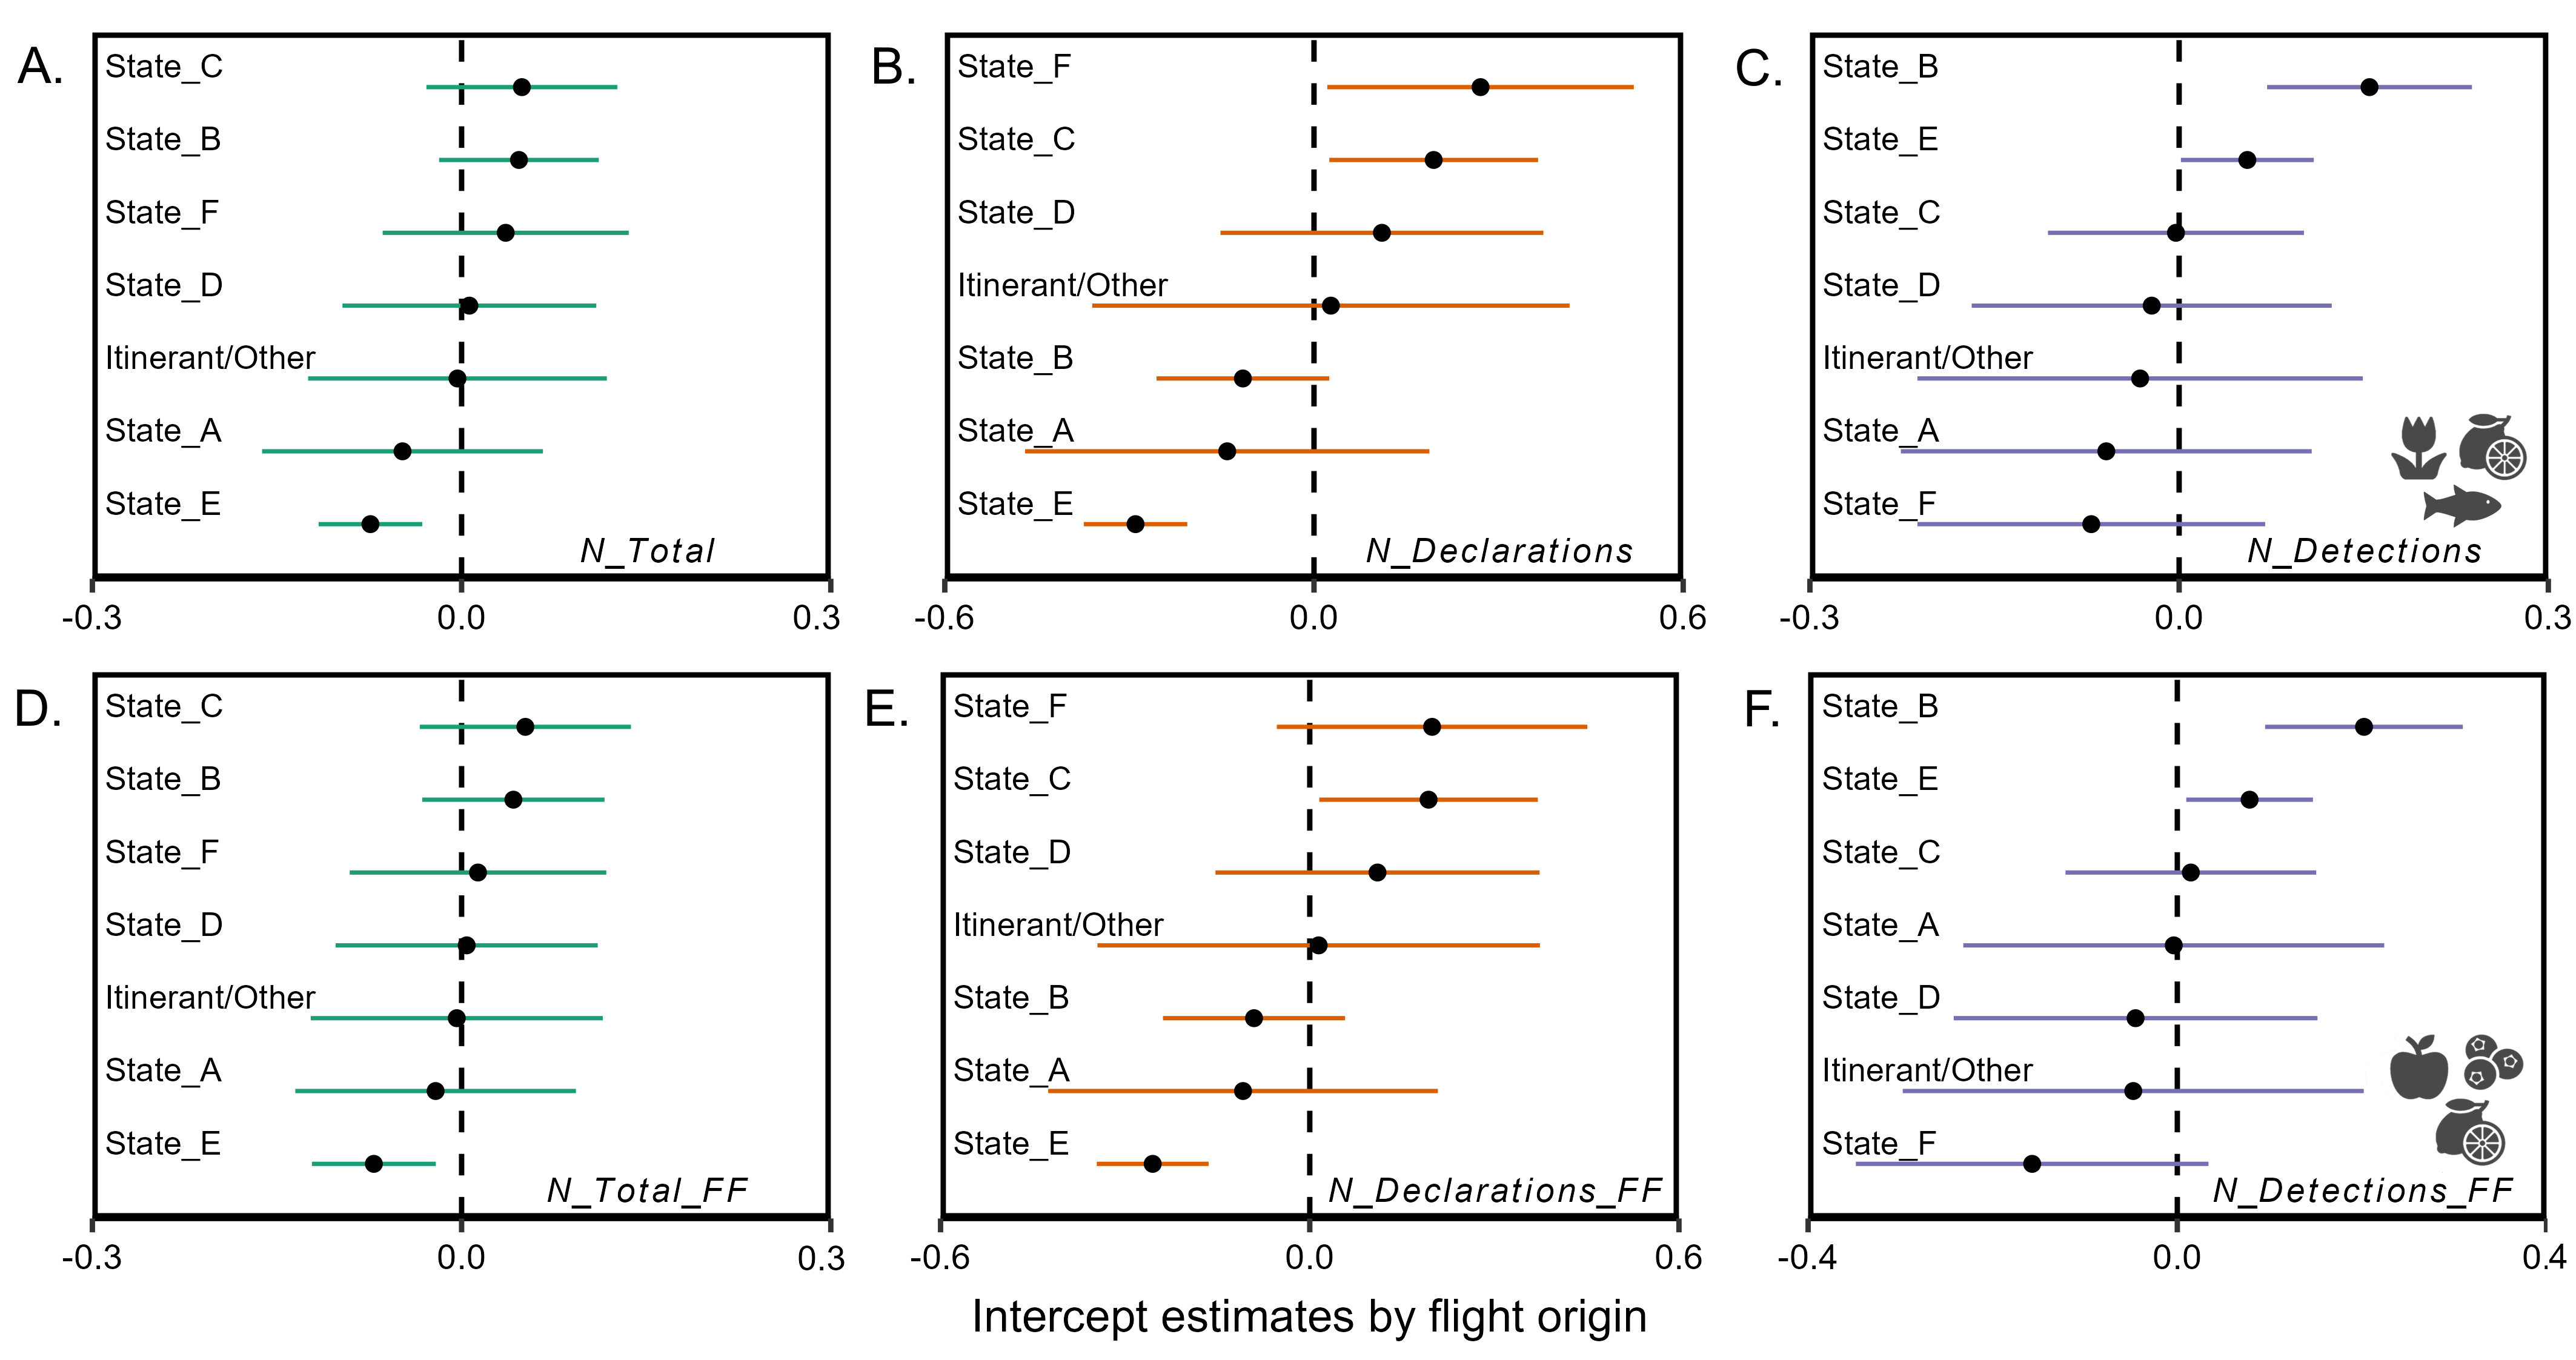 A.
State_C
State_B
State_F
State_D
Itinerant/Other
State_A
State_E
N_Total
-0.3 0.0 0.3
B.
State_F
State_C
State_D
Itinerant/Other
State_B
State_A
State_E
N_Declarations
-0.6 0.0 0.6
C.
State_B
State_E
State_C
State_D
Itinerant/Other
State_A
State_F
N_Detections
-0.3 0.0 0.3
D.
State_C
State_B
State_F
State_D
Itinerant/Other
State_A
State_E
N_Total_FF
-0.3 0.0 0.3
E.
State_F
State_C
State_D
Itinerant/Other
State_B
State_A
State_E
N_Declarations_FF
-0.6 0.0 0.6
F.
State_B
State_E
State_C
State_A
State_D
Itinerant/Other
State_F
N_Detections_FF
-0.4 0.0 0.4
Intercept estimates by flight origin